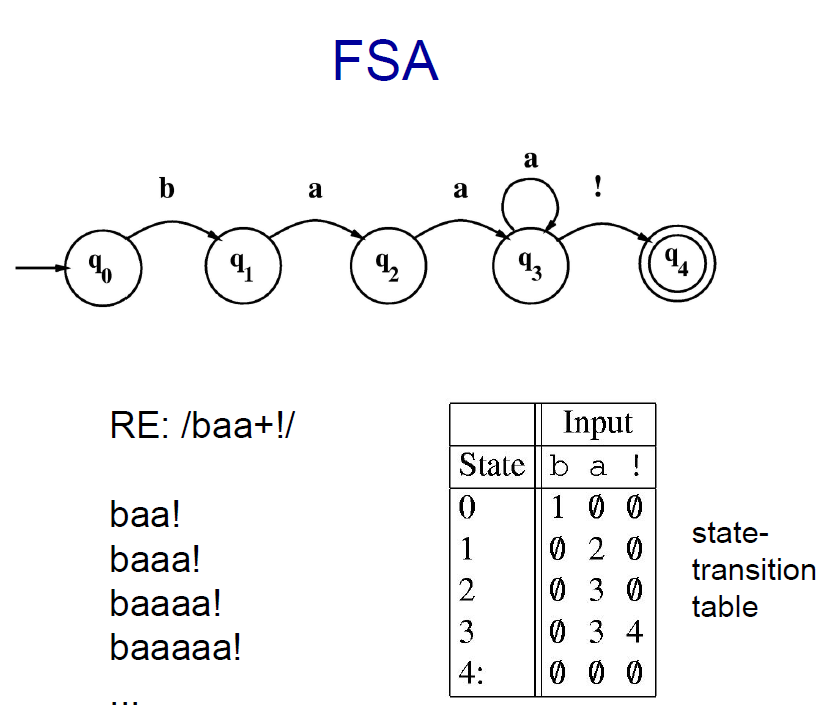 FSA
b a a a !
q0 q1 q2 q3 q4
RE: /baa+!/
baa!
baaa!
baaaa!
baaaaa!
...
Input
State b a !
0 1 ∅ ∅
1 ∅ 2 ∅
2 ∅ 3 ∅
3 ∅ 3 4
4: ∅ ∅ ∅
state-
transition
table